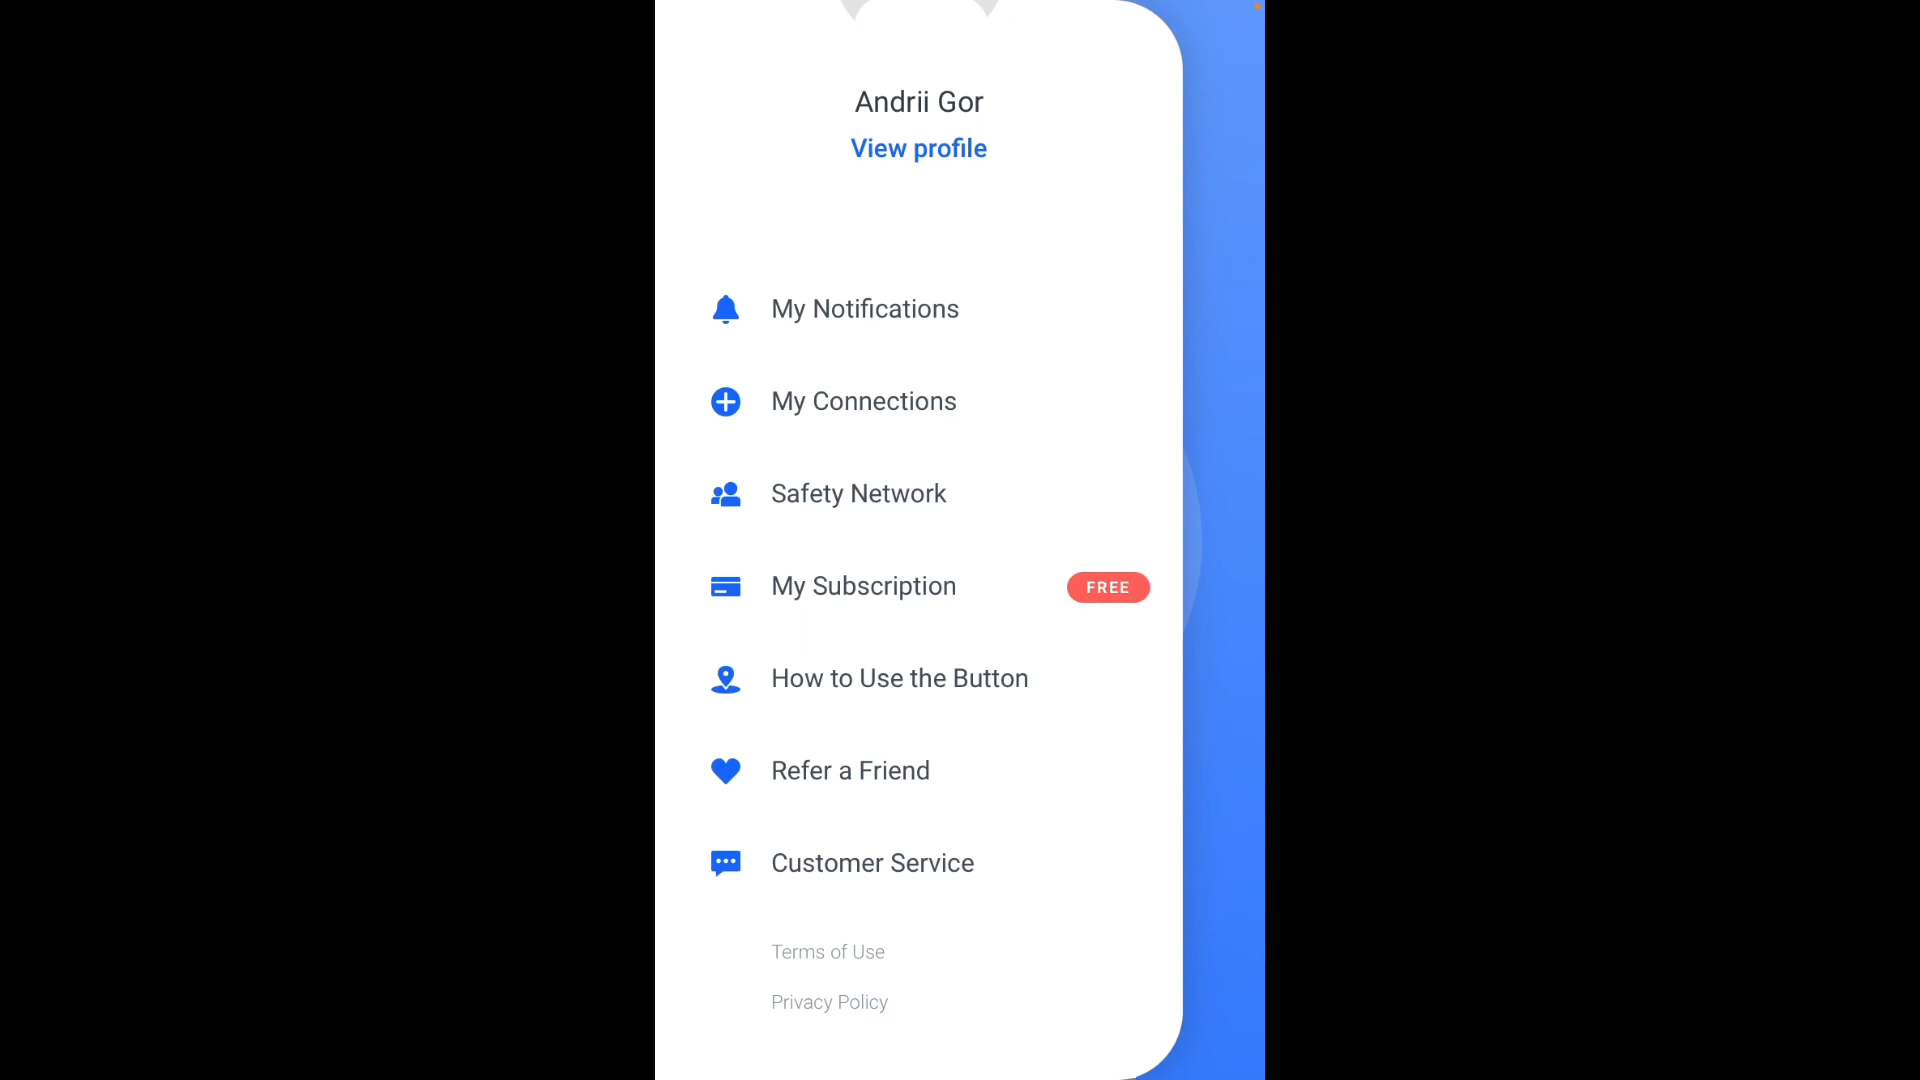 Andrii Gor
View profile
My Notifications
My Connections
Safety Network
My Subscription FREE
How to Use the Button
Refer a Friend
Customer Service
Terms of Use
Privacy Policy